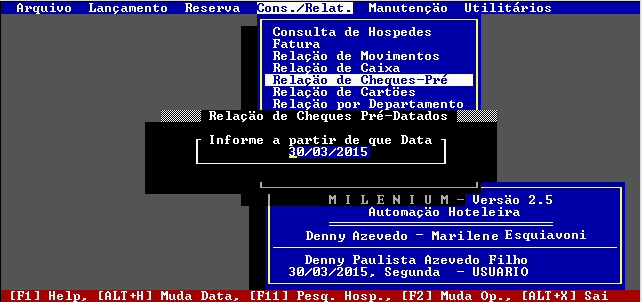 Arquivo Lançamento Reserva Cons./Relat. Manutenção Utilitários
Consulta de Hospedes
Fatura
Relação de Movimentos
Relação de Caixa
Relação de Cheques-Pré
Relação de Cartões
Relação por Departamento
Relação de Cheques Pré-Datados
Informe a partir de que Data
30/03/2015
M I L E N I U M - Versão 2.5
Automação Hoteleira
Denny Azevedo - Marilene Esquiavoni
Denny Paulista Azevedo Filho
30/03/2015, Segunda - USUARIO
[F1] Help, [ALT+H] Muda Data, [F11] Pesq. Hosp., [F2] Muda Op., [ALT+X] Sai